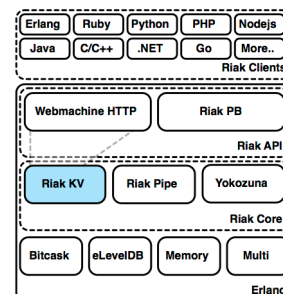 Erlang Ruby Python PHP Nodejs
Java C/C++ .NET Go More..
Riak Clients
Webmachine HTTP Riak PB
Riak API
Riak KV Riak Pipe Yokozuna
Riak Core
Bitcask eLevelDB Memory Multi
Erlang